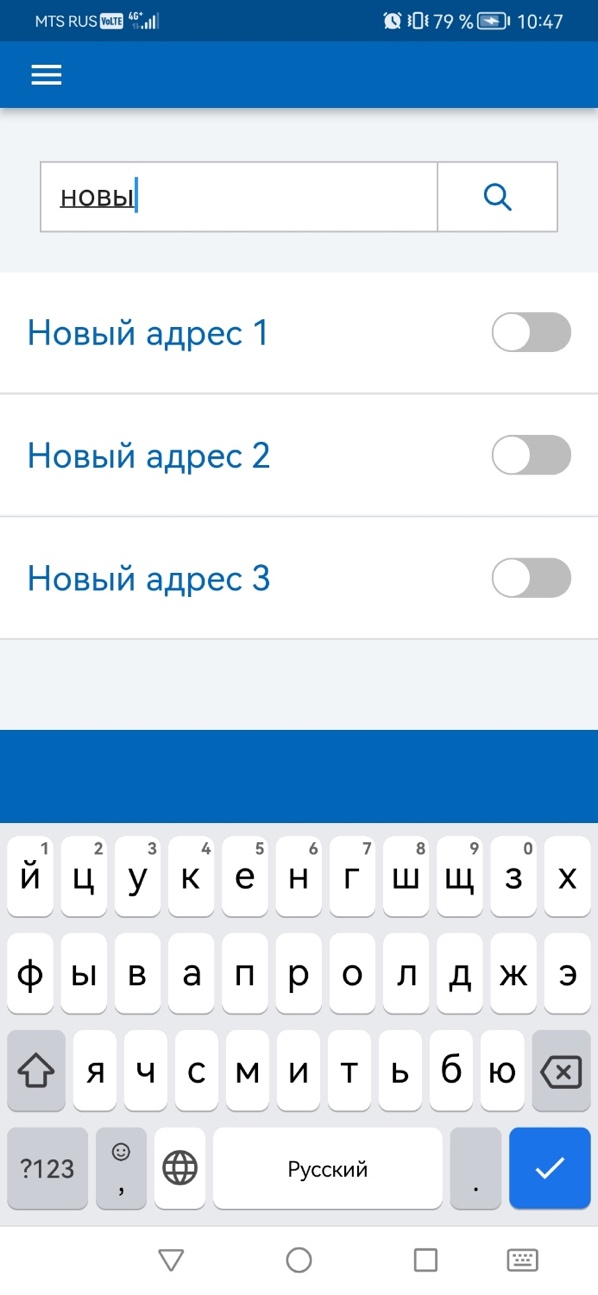 MTS RUS VoLTE 4G+ 79 % 10:47
новы
Новый адрес 1
Новый адрес 2
Новый адрес 3
1 2 3 4 5 6 7 8 9 0
й ц у к е н г ш щ з х
ф ы в а п р о л д ж э
я ч с м и т ь б ю
?123 , Русский .